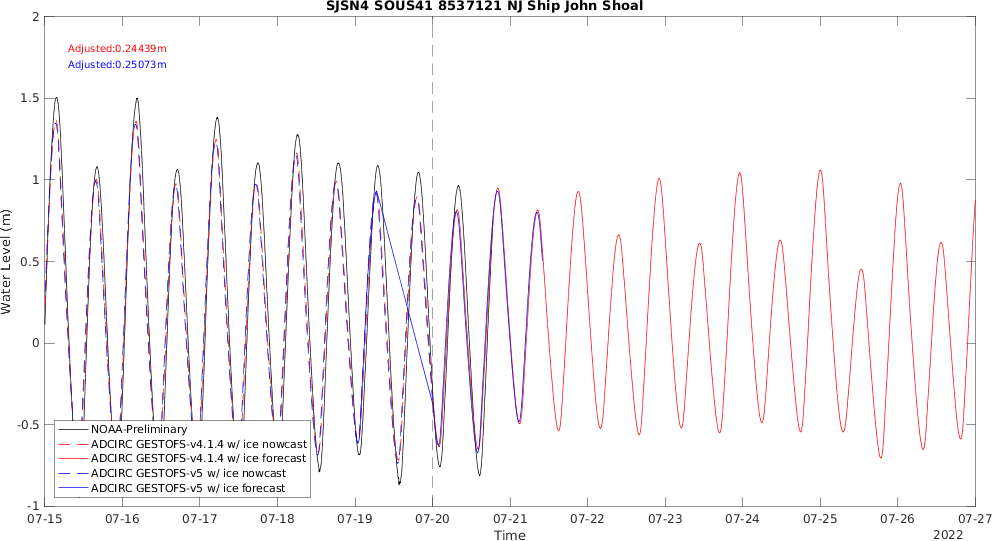 SJSN4 SOUS41 8537121 NJ Ship John Shoal
Adjusted:0.24439m
Adjusted:0.25073m
Water Level (m)
2
1.5
1
0.5
0
-0.5
-1
NOAA-Preliminary
ADCIRC GESTOFS-v4.1.4 w/ ice nowcast
ADCIRC GESTOFS-v4.1.4 w/ ice forecast
ADCIRC GESTOFS-v5 w/ ice nowcast
ADCIRC GESTOFS-v5 w/ ice forecast
07-15 07-16 07-17 07-18 07-19 07-20 07-21 07-22 07-23 07-24 07-25 07-26 07-27
Time
2022